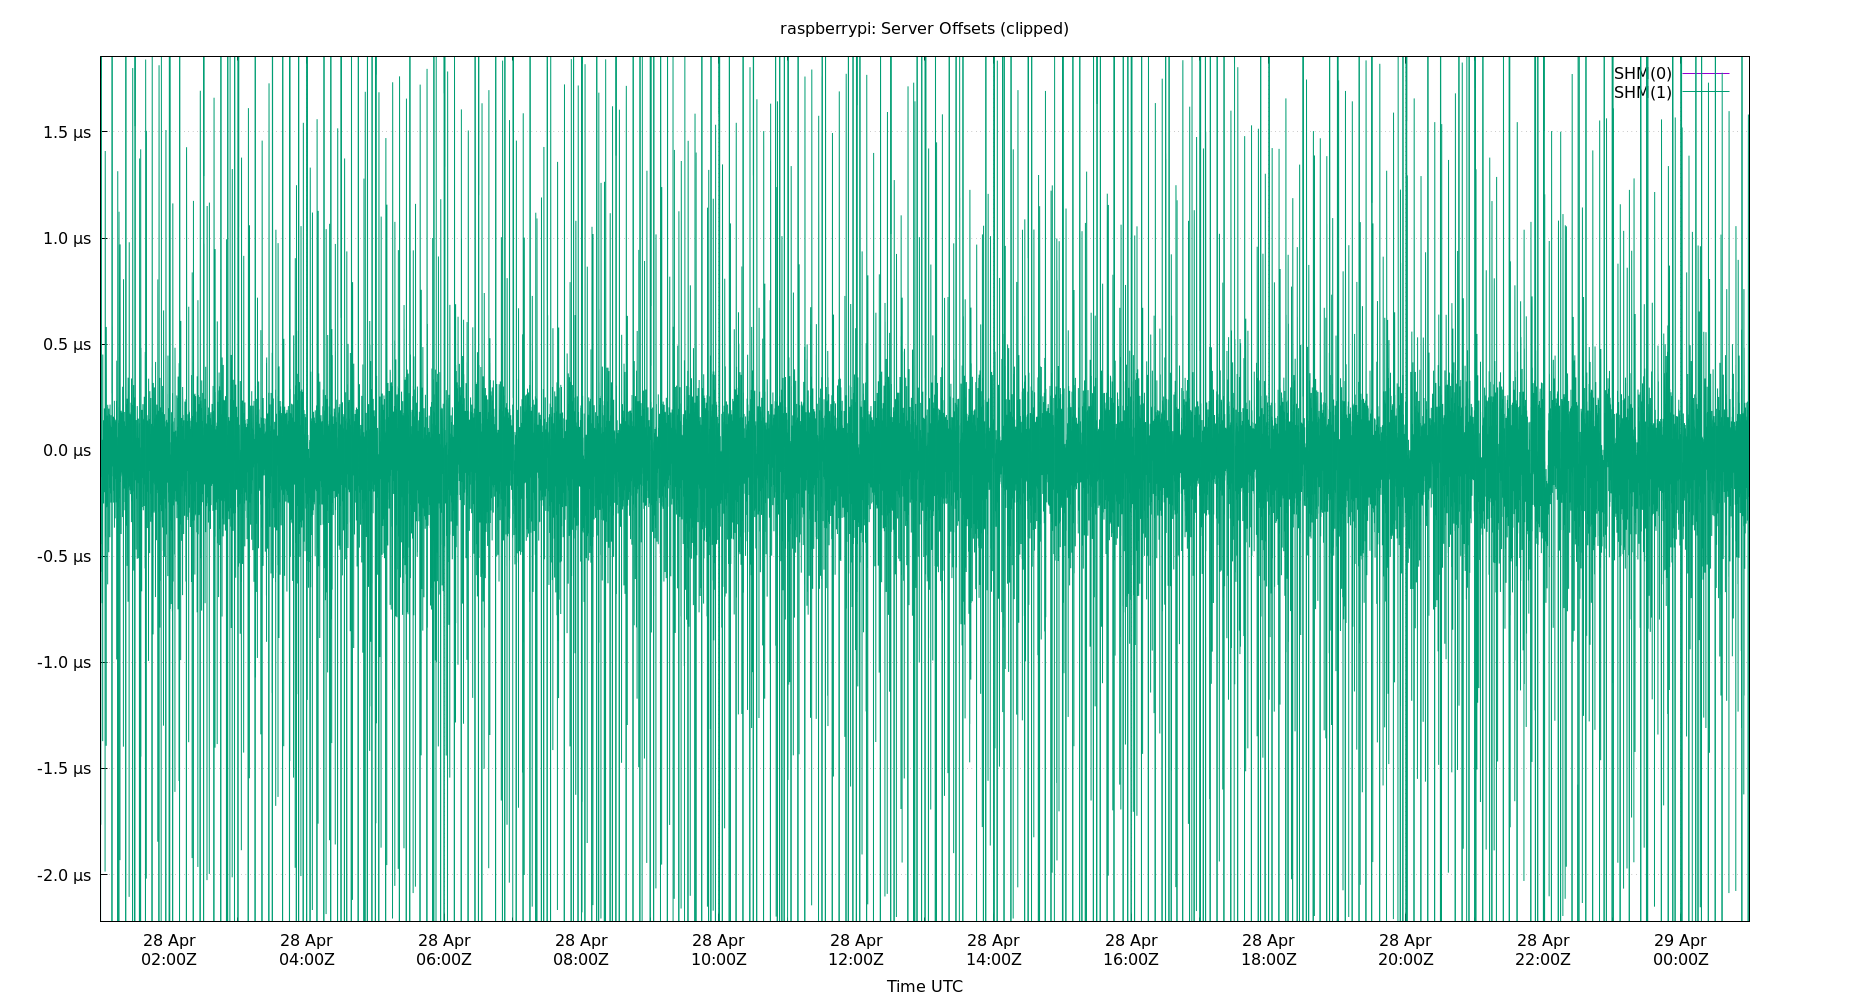 raspberrypi: Server Offsets (clipped)
SHM(0)
SHM(1)
1.5 µs
1.0 µs
0.5 µs
0.0 µs
-0.5 µs
-1.0 µs
-1.5 µs
-2.0 µs
28 Apr 28 Apr 28 Apr 28 Apr 28 Apr 28 Apr 28 Apr 28 Apr 28 Apr 28 Apr 28 Apr 29 Apr
02:00Z 04:00Z 06:00Z 08:00Z 10:00Z 12:00Z 14:00Z 16:00Z 18:00Z 20:00Z 22:00Z 00:00Z
Time UTC